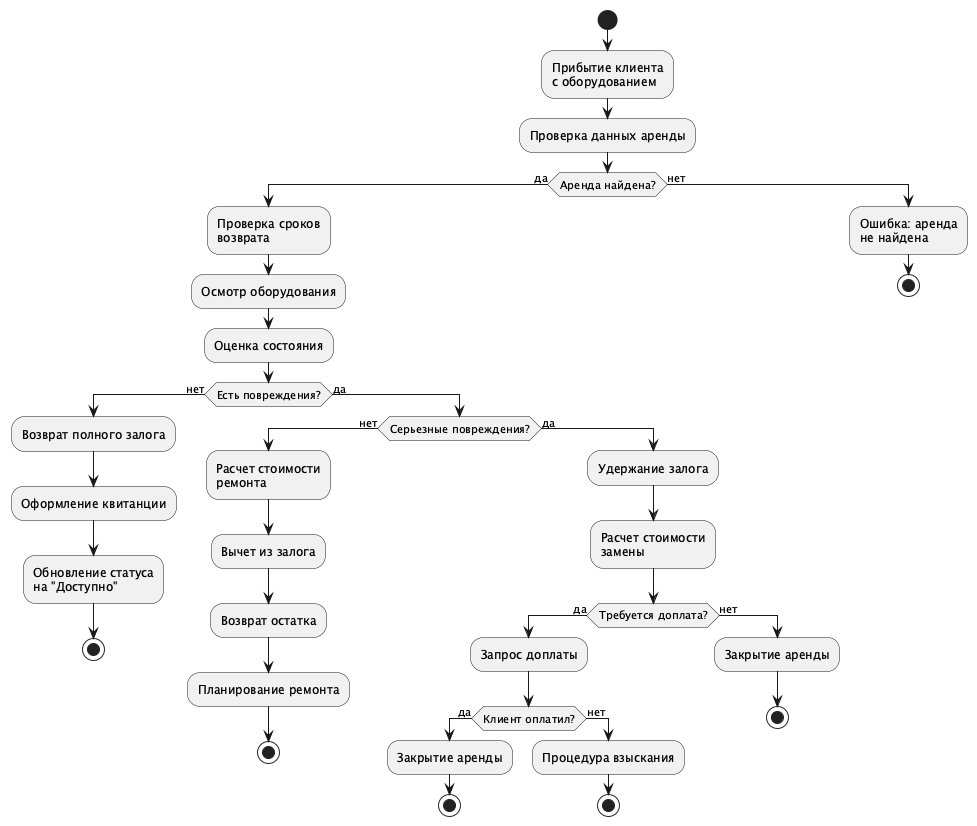 Прибытие клиента
с оборудованием
Проверка данных аренды
да
Аренда найдена?
нет
Проверка сроков
возврата
Ошибка: аренда
не найдена
Осмотр оборудования
Оценка состояния
нет
Есть повреждения?
да
Возврат полного залога
Оформление квитанции
Обновление статуса
на "Доступно"
нет
Серьезные повреждения?
да
Расчет стоимости
ремонта
Вычет из залога
Возврат остатка
Планирование ремонта
Удержание залога
Расчет стоимости
замены
да
Требуется доплата?
нет
Запрос доплаты
да
Клиент оплатил?
нет
Закрытие аренды
Процедура взыскания
Закрытие аренды